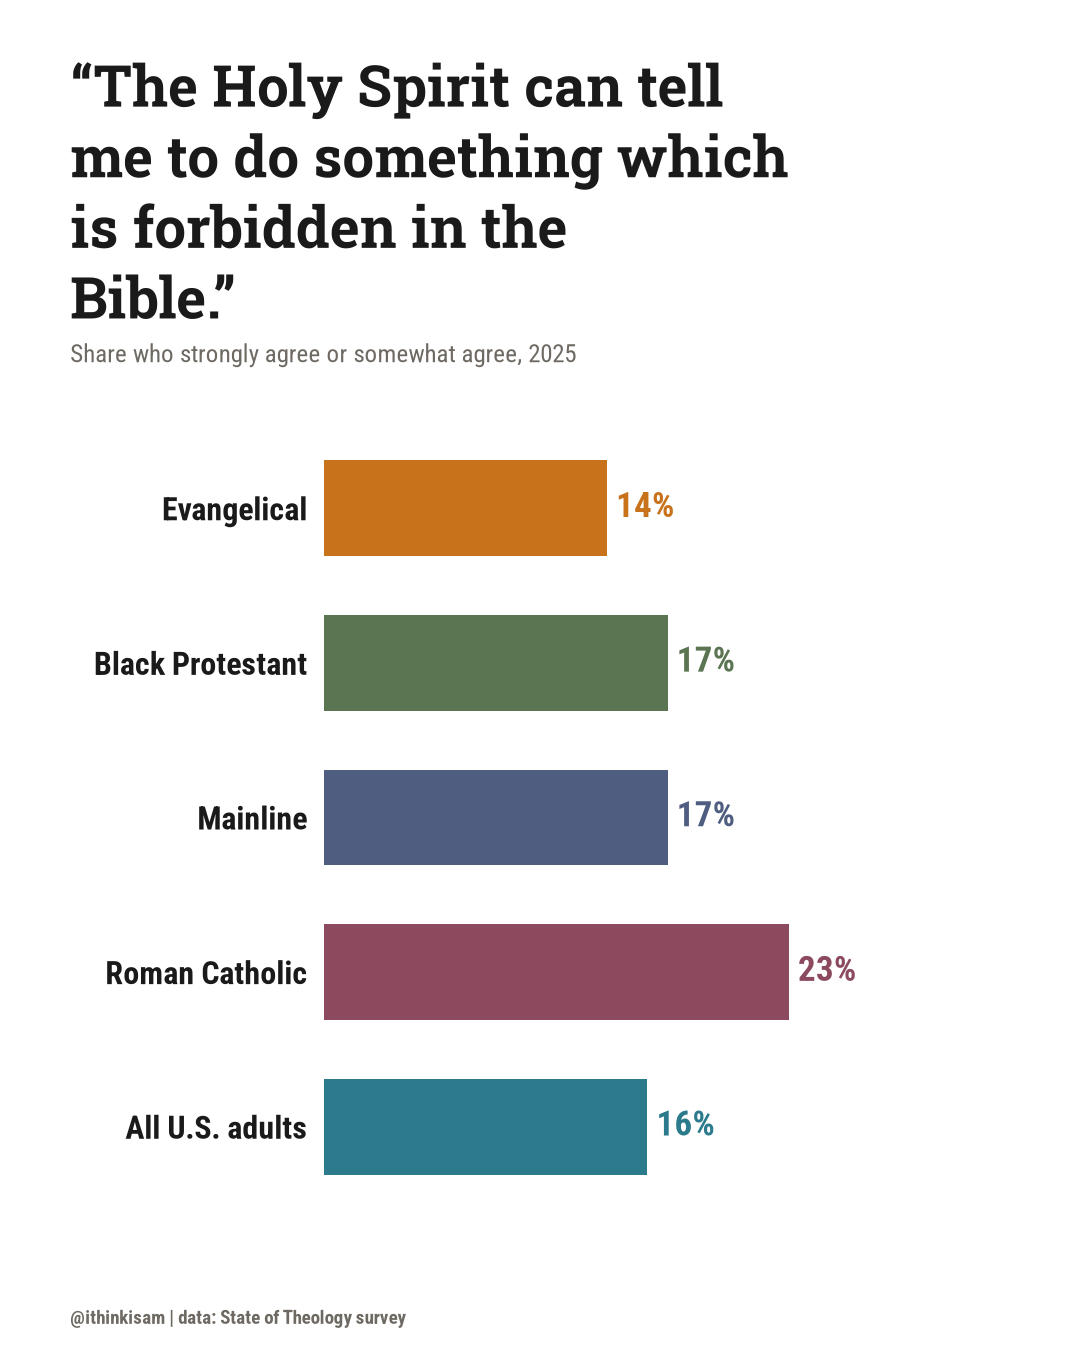 “The Holy Spirit can tell
me to do something which
is forbidden in the
Bible.”
Share who strongly agree or somewhat agree, 2025
Evangelical 14%
Black Protestant 17%
Mainline 17%
Roman Catholic 23%
All U.S. adults 16%
@ithinkisam | data: State of Theology survey